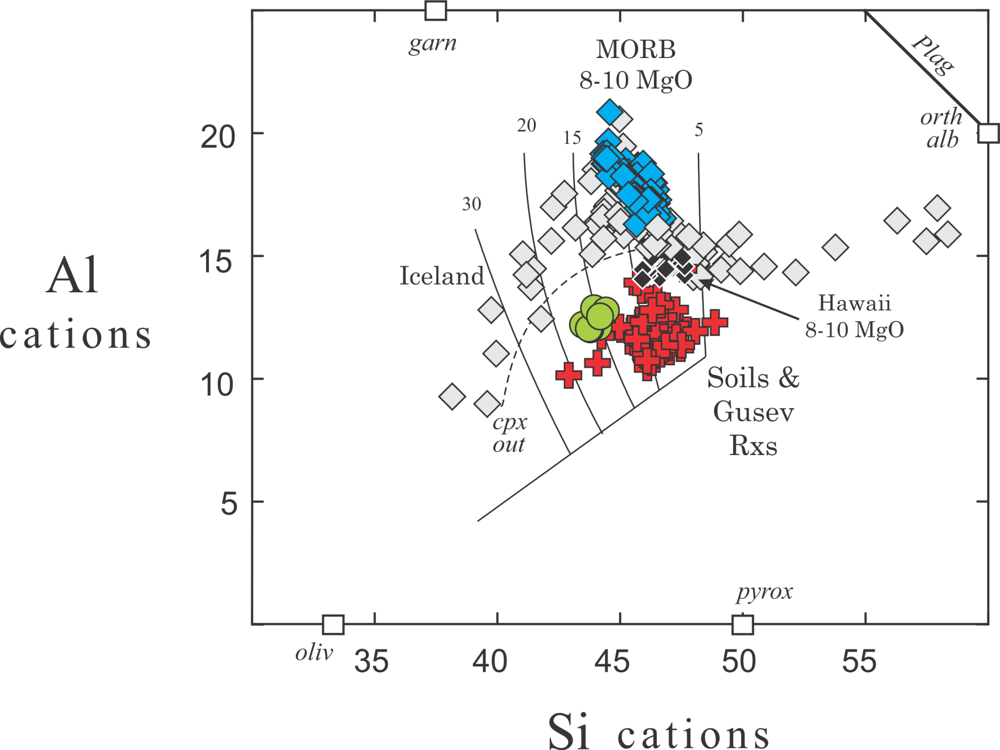 garn
MORB
8-10 MgO
Plag
orth
alb
20
15
5
30
20
15
10
5
Al
cations
Iceland
Hawaii
8-10 MgO
Soils &
Gusev
Rxs
cpx
out
pyrox
oliv
35
40
45
50
55
Si cations